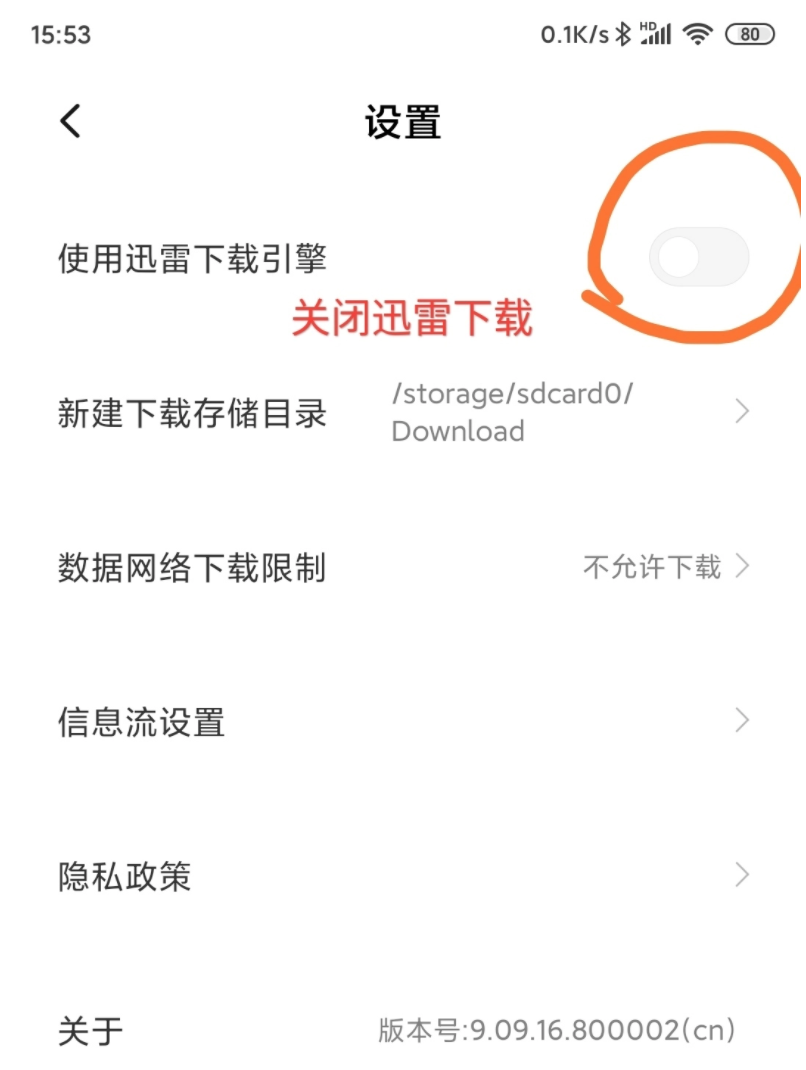 15:53 0.1K/s HD 80
设置
使用迅雷下载引擎
关闭迅雷下载
新建下载存储目录 /storage/sdcard0/
Download
数据网络下载限制 不允许下载
信息流设置
隐私政策
关于 版本号:9.09.16.800002(cn)